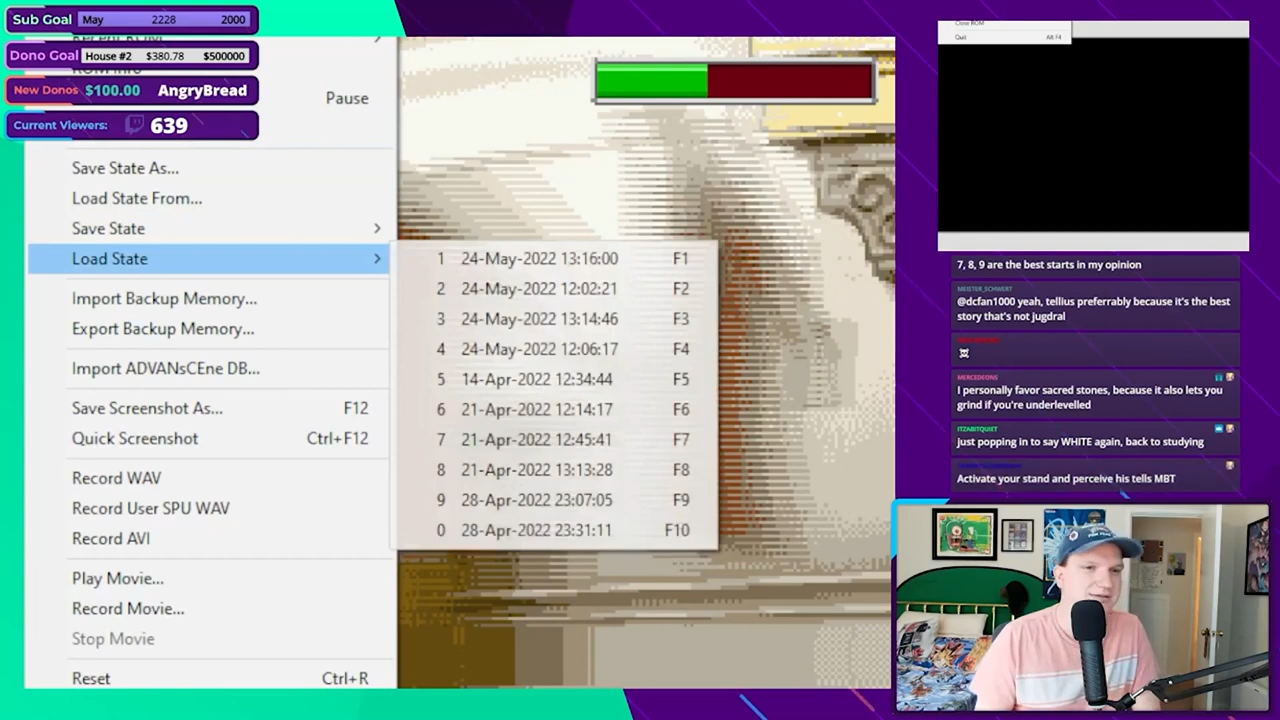 Sub Goal May 2228 2000
Dono Goal House #2 $380.78 $500000
New Donos $100.00 AngryBread
Current Viewers: 639
Pause
Save State As...
Load State From...
Save State
Load State
Import Backup Memory...
Export Backup Memory...
Import ADVANsCEne DB...
Save Screenshot As... F12
Quick Screenshot Ctrl+F12
Record WAV
Record User SPU WAV
Record AVI
Play Movie...
Record Movie...
Stop Movie
Reset Ctrl+R
1 24-May-2022 13:16:00 F1
2 24-May-2022 12:02:21 F2
3 24-May-2022 13:14:46 F3
4 24-May-2022 12:06:17 F4
5 14-Apr-2022 12:34:44 F5
6 21-Apr-2022 12:14:17 F6
7 21-Apr-2022 12:45:41 F7
8 21-Apr-2022 13:13:28 F8
9 28-Apr-2022 23:07:05 F9
0 28-Apr-2022 23:31:11 F10
Close ROM
Quit Alt F4
7, 8, 9 are the best starts in my opinion
MEISTER_SCHWERT
@dcfan1000 yeah, tellius preferrably because it's the best
story that's not jugdral
MERCEDEONS
I personally favor sacred stones, because it also lets you
grind if you're underlevelled
ITZABITQUIET
just popping in to say WHITE again, back to studying
Activate your stand and perceive his tells MBT